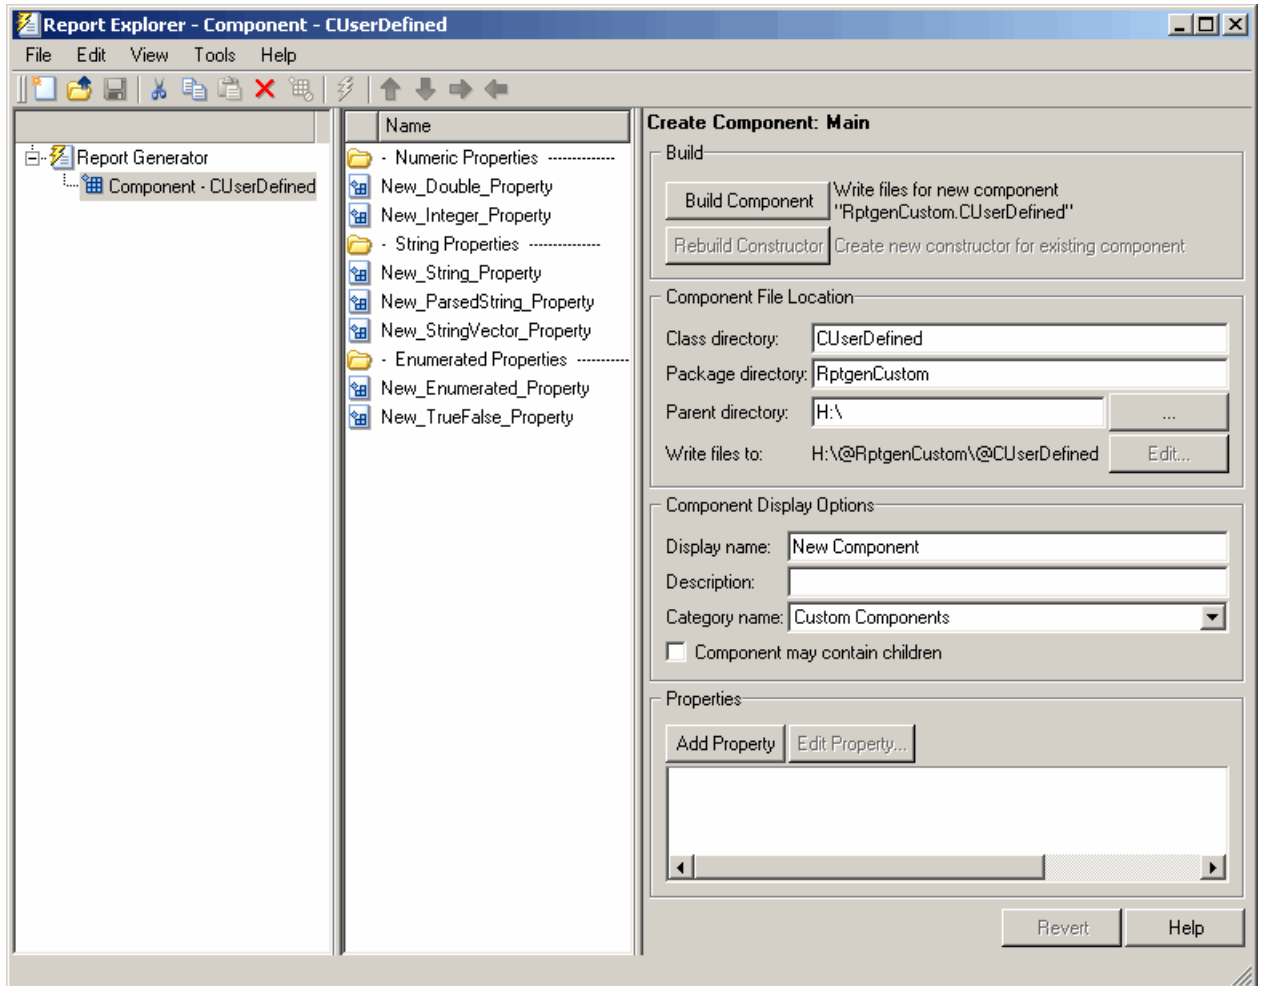 Report Explorer - Component - CUserDefined
File Edit View Tools Help
Report Generator
Component - CUserDefined
Name
- Numeric Properties -------------
New_Double_Property
New_Integer_Property
- String Properties --------------
New_String_Property
New_ParsedString_Property
New_StringVector_Property
- Enumerated Properties ----------
New_Enumerated_Property
New_TrueFalse_Property
Create Component: Main
Build
Build Component Write files for new component
"RptgenCustom.CUserDefined"
Rebuild Constructor Create new constructor for existing component
Component File Location
Class directory: CUserDefined
Package directory: RptgenCustom
Parent directory: H:\ ...
Write files to: H:\@RptgenCustom\@CUserDefined Edit...
Component Display Options
Display name: New Component
Description:
Category name: Custom Components
Component may contain children
Properties
Add Property Edit Property...
Revert Help